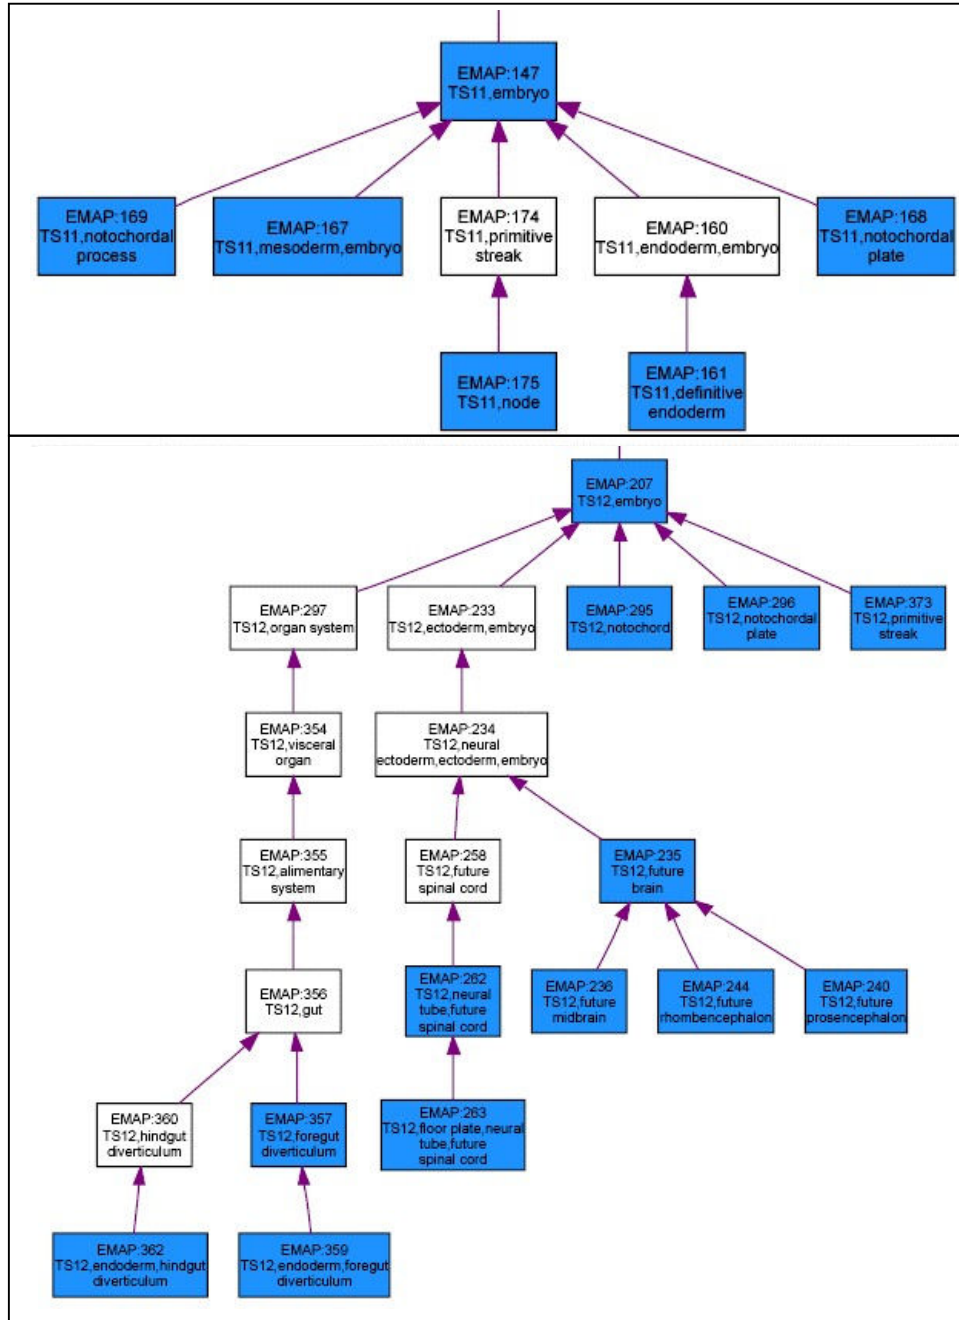 EMAP:147
TS11,embryo
EMAP:169
TS11,notochordal
process
EMAP:167
TS11,mesoderm,embryo
EMAP:174
TS11,primitive
streak
EMAP:160
TS11,endoderm,embryo
EMAP:168
TS11,notochordal
plate
EMAP:175
TS11,node
EMAP:161
TS11,definitive
endoderm
EMAP:207
TS12,embryo
EMAP:297
TS12,organ system
EMAP:233
TS12,ectoderm,embryo
EMAP:295
TS12,notochord
EMAP:296
TS12,notochordal
plate
EMAP:373
TS12,primitive
streak
EMAP:354
TS12,visceral
organ
EMAP:234
TS12,neural
ectoderm,ectoderm,embryo
EMAP:355
TS12,alimentary
system
EMAP:258
TS12,future
spinal cord
EMAP:235
TS12,future
brain
EMAP:356
TS12,gut
EMAP:262
TS12,neural
tube,future
spinal cord
EMAP:236
TS12,future
midbrain
EMAP:244
TS12,future
rhombencephalon
EMAP:240
TS12,future
prosencephalon
EMAP:360
TS12,hindgut
diverticulum
EMAP:357
TS12,foregut
diverticulum
EMAP:263
TS12,floor plate,neural
tube,future
spinal cord
EMAP:362
TS12,endoderm,hindgut
diverticulum
EMAP:359
TS12,endoderm,foregut
diverticulum